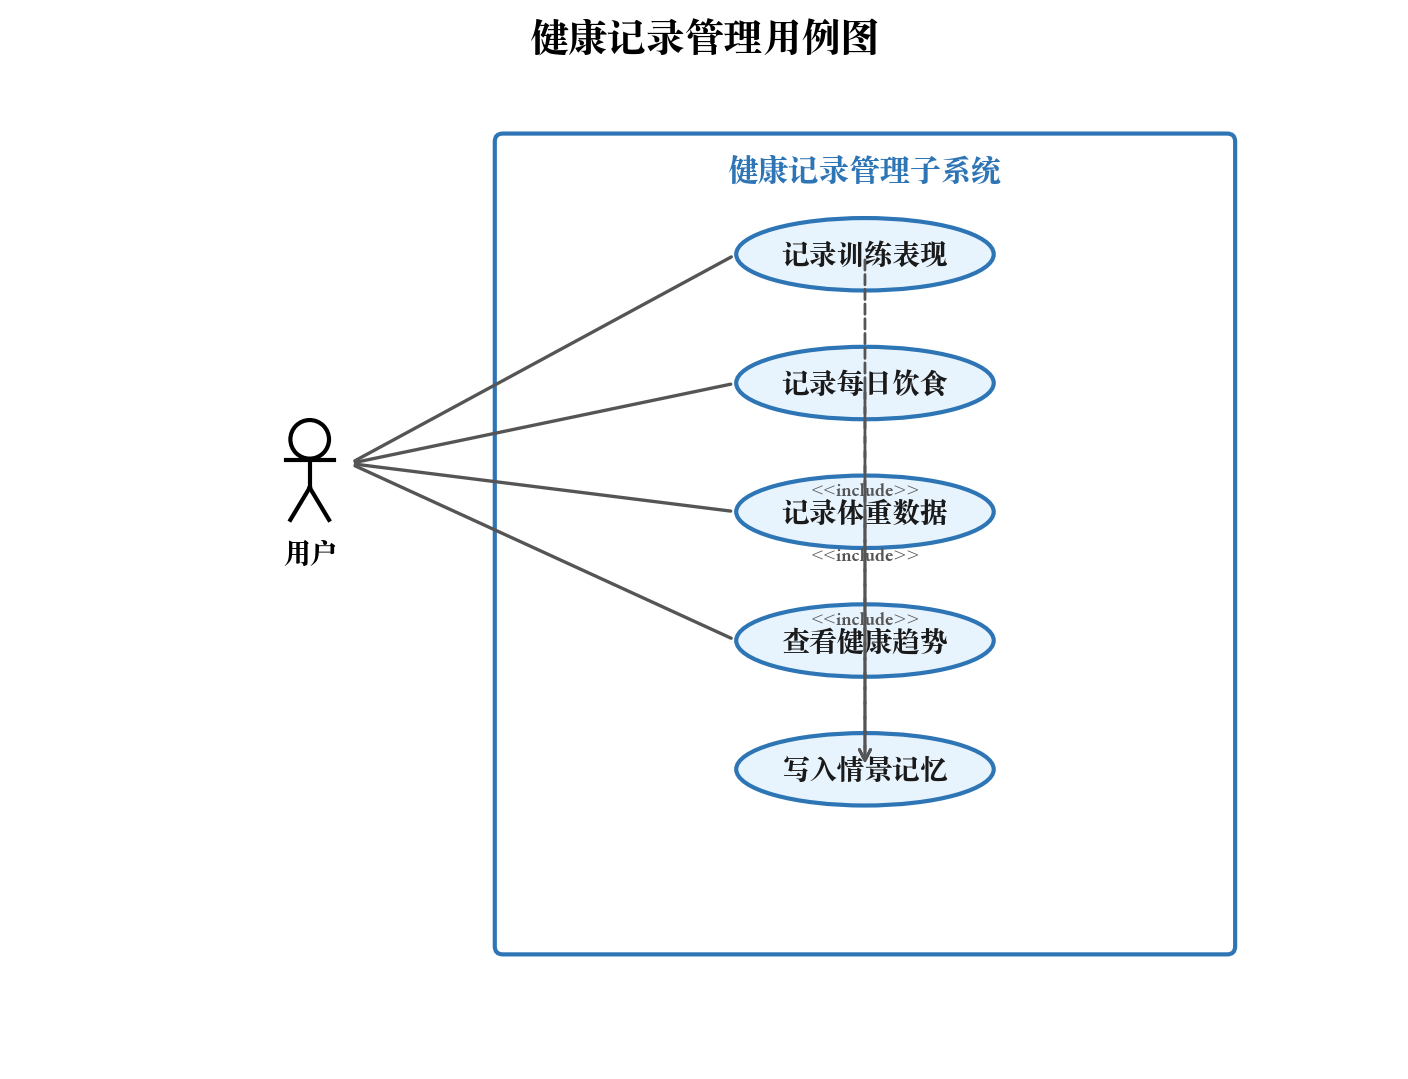 健康记录管理用例图
健康记录管理子系统
记录训练表现
记录每日饮食
<<include>>
记录体重数据
<<include>>
用户
<<include>>
查看健康趋势
写入情景记忆